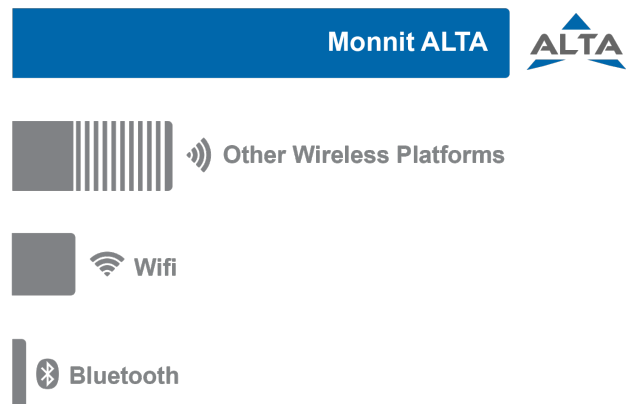 Monnit ALTA
ALTA
Other Wireless Platforms
Wifi
Bluetooth